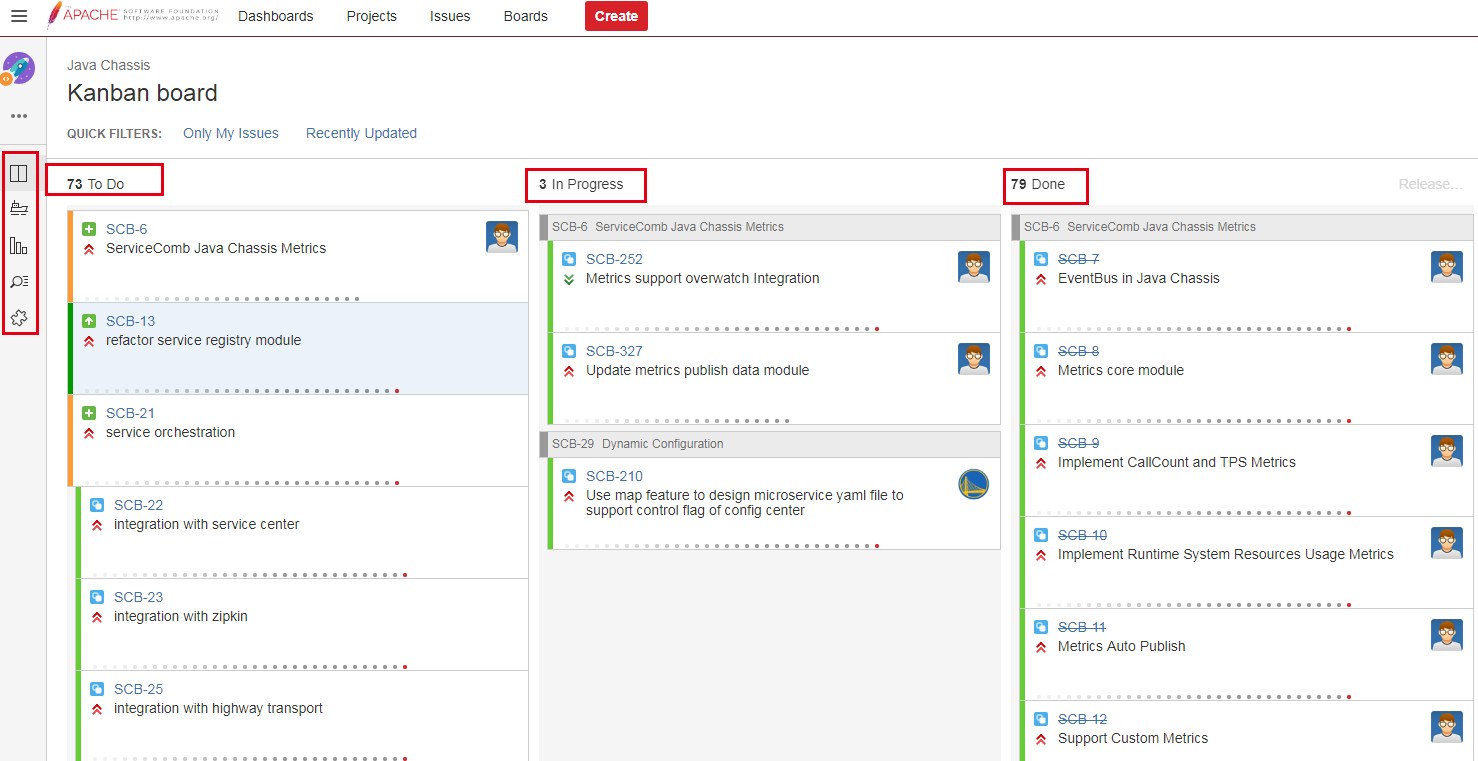 THE
APACHE SOFTWARE FOUNDATION
http://www.apache.org/
Dashboards
Projects
Issues
Boards
Create
Java Chassis
Kanban board
QUICK FILTERS:
Only My Issues
Recently Updated
73 To Do
SCB-6
ServiceComb Java Chassis Metrics
SCB-13
refactor service registry module
SCB-21
service orchestration
SCB-22
integration with service center
SCB-23
integration with zipkin
SCB-25
integration with highway transport
3 In Progress
SCB-6 ServiceComb Java Chassis Metrics
SCB-252
Metrics support overwatch Integration
SCB-327
Update metrics publish data module
SCB-29 Dynamic Configuration
SCB-210
Use map feature to design microservice yaml file to
support control flag of config center
79 Done
Release...
SCB-6 ServiceComb Java Chassis Metrics
SCB-7
EventBus in Java Chassis
SCB-8
Metrics core module
SCB-9
Implement CallCount and TPS Metrics
SCB-10
Implement Runtime System Resources Usage Metrics
SCB-11
Metrics Auto Publish
SCB-12
Support Custom Metrics